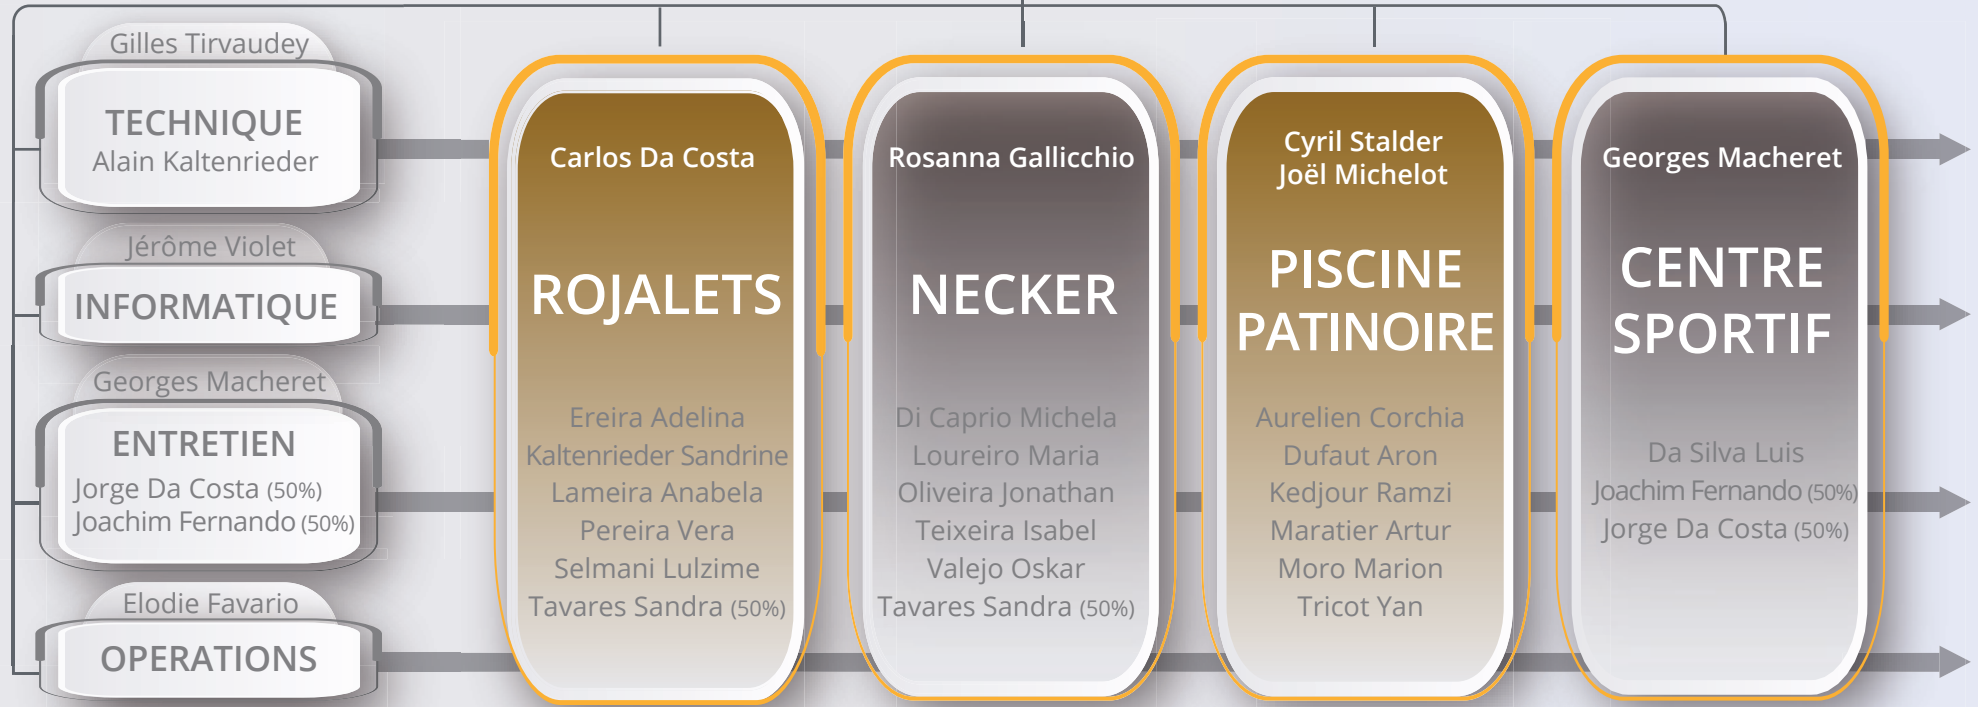 Gilles Tirvaudey
TECHNIQUE
Alain Kaltenrieder
Jérôme Violet
INFORMATIQUE
Georges Macheret
ENTRETIEN
Jorge Da Costa (50%)
Joachim Fernando (50%)
Elodie Favario
OPERATIONS
Carlos Da Costa
ROJALETS
Ereira Adelina
Kaltenrieder Sandrine
Lameira Anabela
Pereira Vera
Selmani Lulzime
Tavares Sandra (50%)
Rosanna Gallicchio
NECKER
Di Caprio Michela
Loureiro Maria
Oliveira Jonathan
Teixeira Isabel
Valejo Oskar
Tavares Sandra (50%)
Cyril Stalder
Joël Michelot
PISCINE
PATINOIRE
Aurelien Corchia
Dufaut Aron
Kedjour Ramzi
Maratier Artur
Moro Marion
Tricot Yan
Georges Macheret
CENTRE
SPORTIF
Da Silva Luis
Joachim Fernando (50%)
Jorge Da Costa (50%)